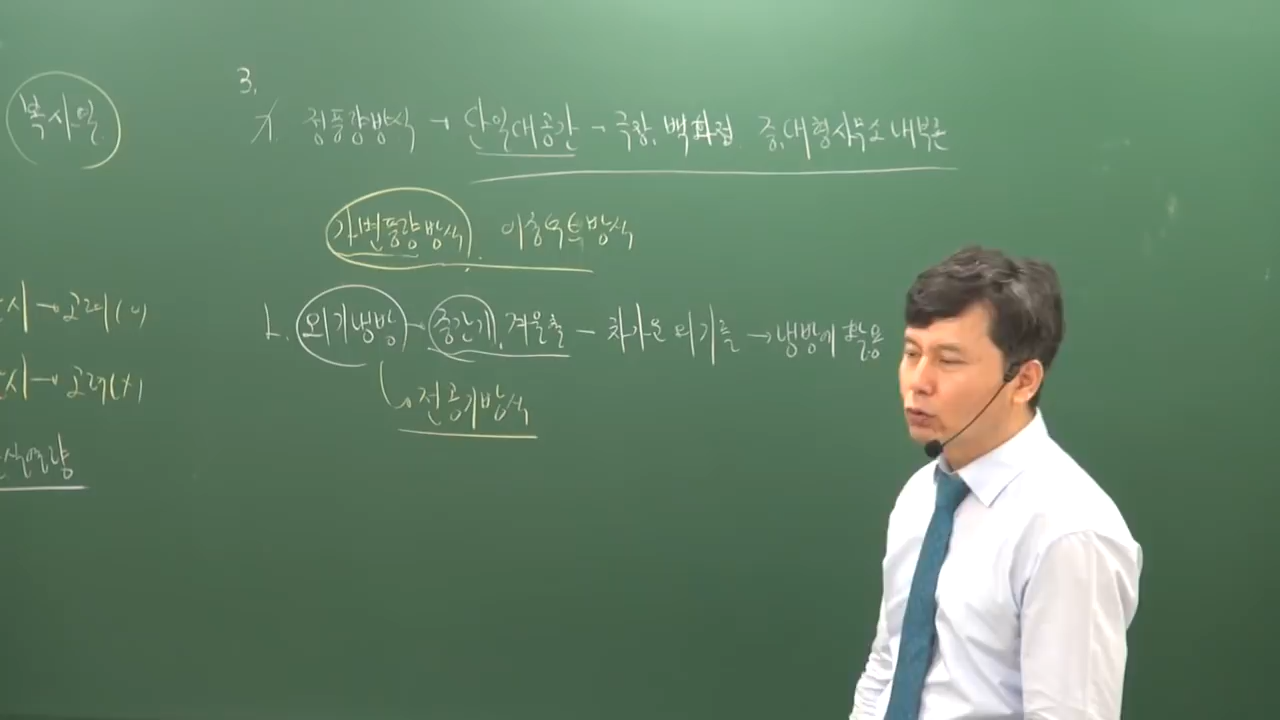 복사열
시→고려(○)
시→고려(×)
3.
ㄱ. 정풍량방식 → 단일대공간 → 극장, 백화점 중,대형사무소내부존
가변풍량방식 이중덕트방식
ㄴ. 외기냉방→중간기, 겨울철 – 차가운 외기를 →냉방에 활용
↳전공기방식